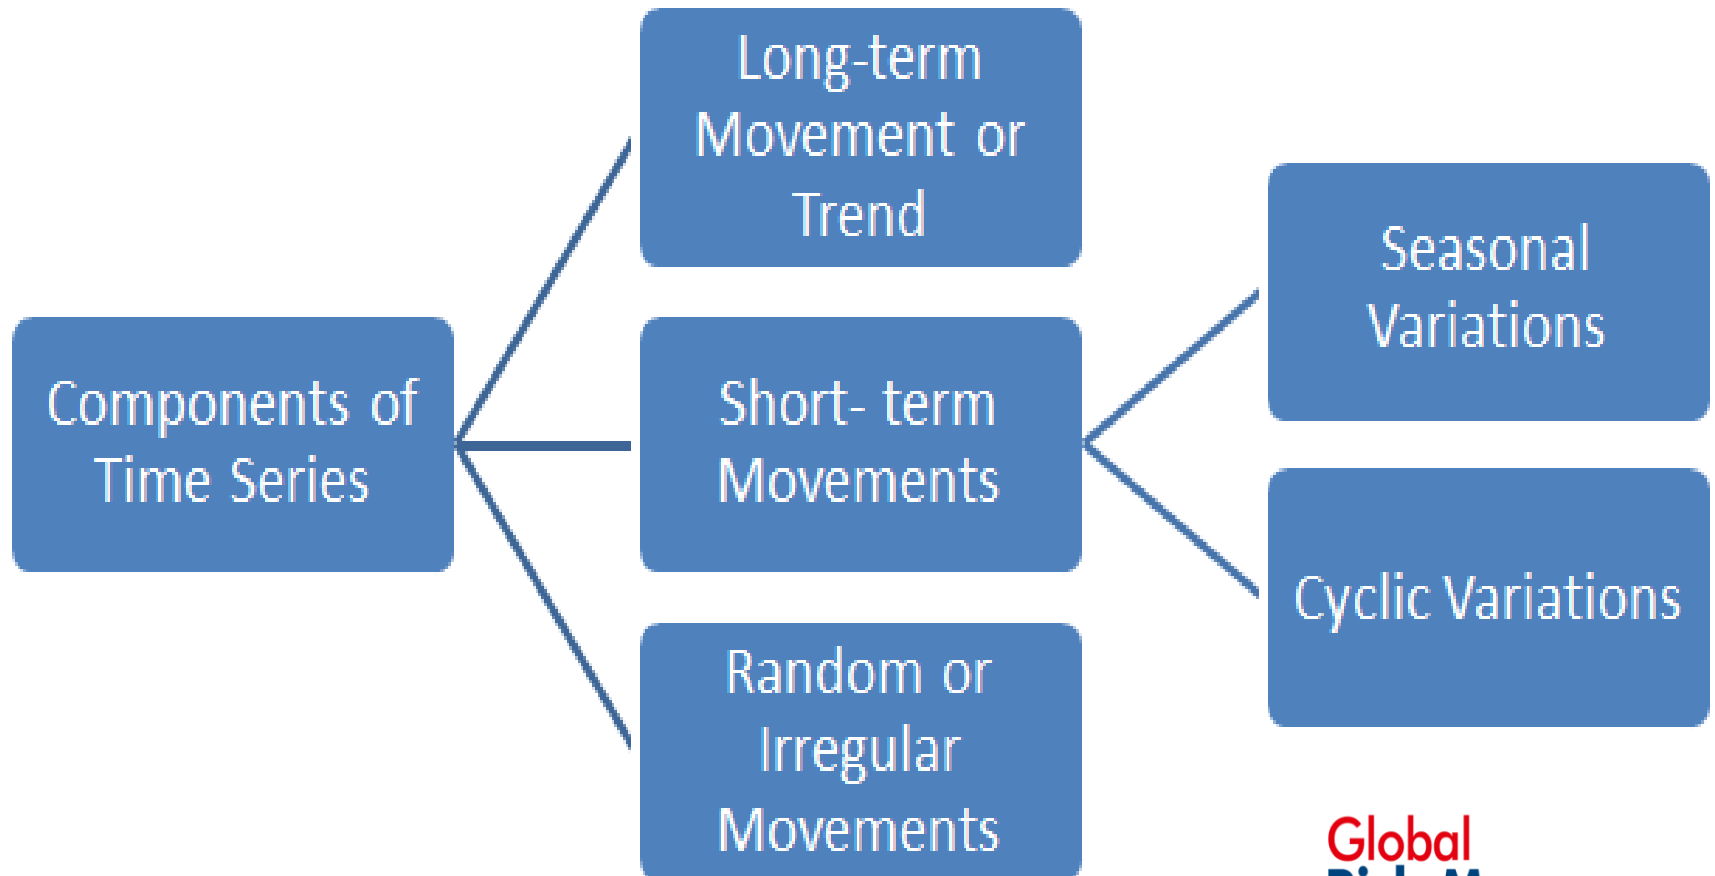 Long-term
Movement or
Trend
Seasonal
Variations
Components of
Time Series
Short- term
Movements
Cyclic Variations
Random or
Irregular
Movements
Global